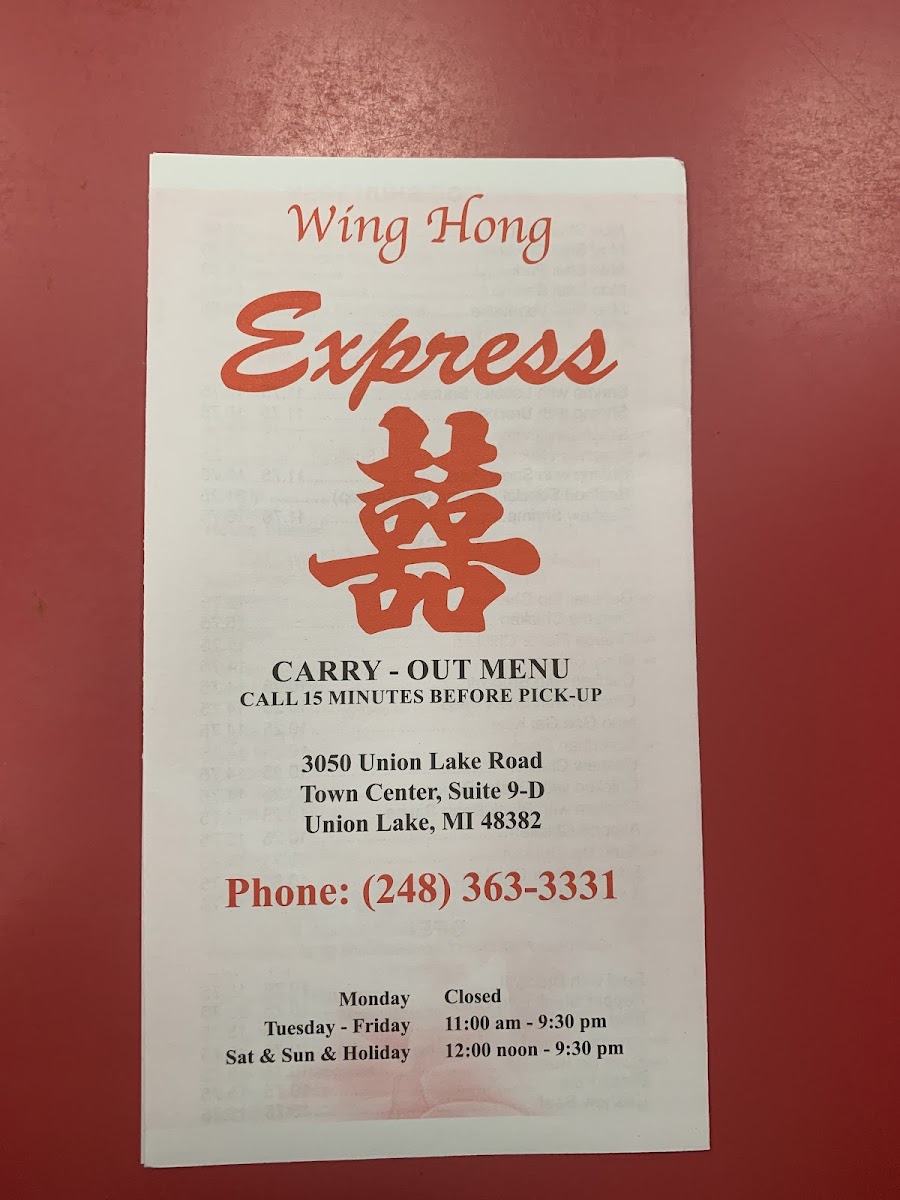 Wing Hong
Express
囍
CARRY - OUT MENU
CALL 15 MINUTES BEFORE PICK-UP
3050 Union Lake Road
Town Center, Suite 9-D
Union Lake, MI 48382
Phone: (248) 363-3331
Monday Closed
Tuesday - Friday 11:00 am - 9:30 pm
Sat & Sun & Holiday 12:00 noon - 9:30 pm